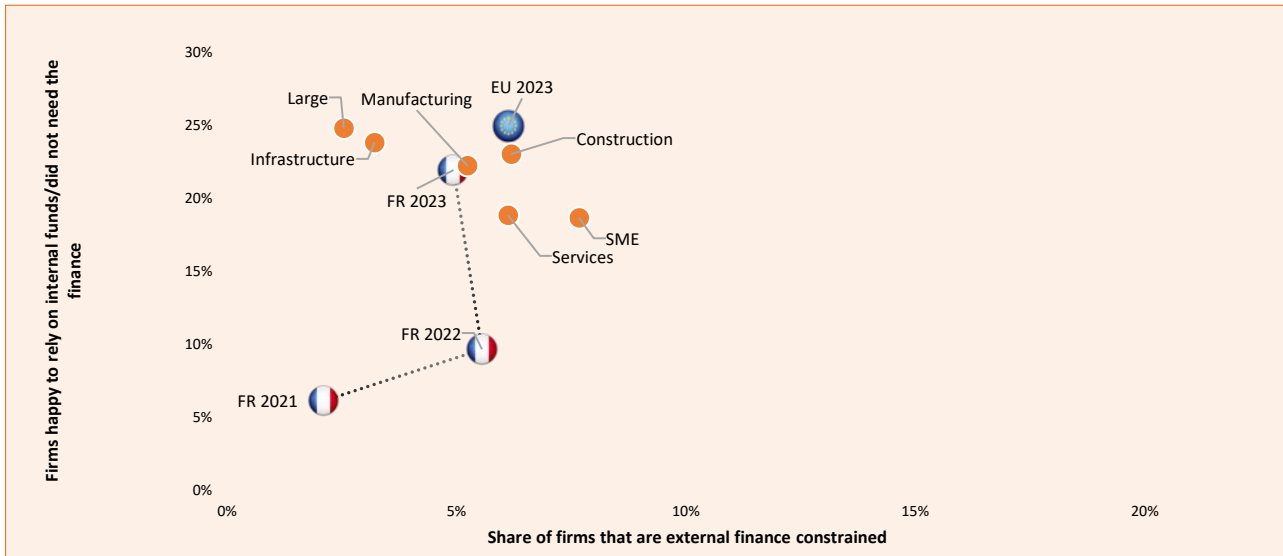 Firms happy to rely on internal funds/did not need the
finance
30%
25%
20%
15%
10%
5%
0%
Large
Manufacturing
EU 2023
Infrastructure
Construction
FR 2023
SME
Services
FR 2022
FR 2021
0%
5%
10%
15%
20%
Share of firms that are external finance constrained